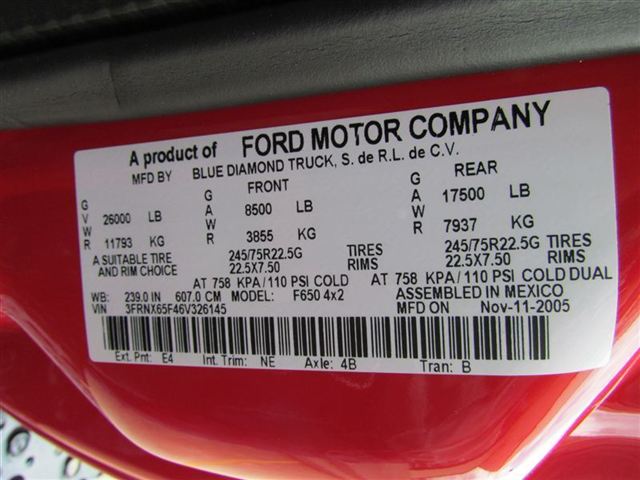 A product of FORD MOTOR COMPANY
MFD BY BLUE DIAMOND TRUCK, S. de R.L. de C.V.
FRONT REAR
G V W R 26000 LB G A W R 8500 LB G A W R 17500 LB
11793 KG 3855 KG 7937 KG
A SUITABLE TIRE 245/75R22.5G TIRES 245/75R22.5G TIRES
AND RIM CHOICE 22.5X7.50 RIMS 22.5X7.50 RIMS
AT 758 KPA/110 PSI COLD AT 758 KPA/110 PSI COLD DUAL
WB: 239.0 IN 607.0 CM MODEL: F650 4x2 ASSEMBLED IN MEXICO
VIN 3FRNX65F46V326145 MFD ON Nov-11-2005
Ext. Pnt: E4 Int. Trim: NE Axle: 4B Tran: B